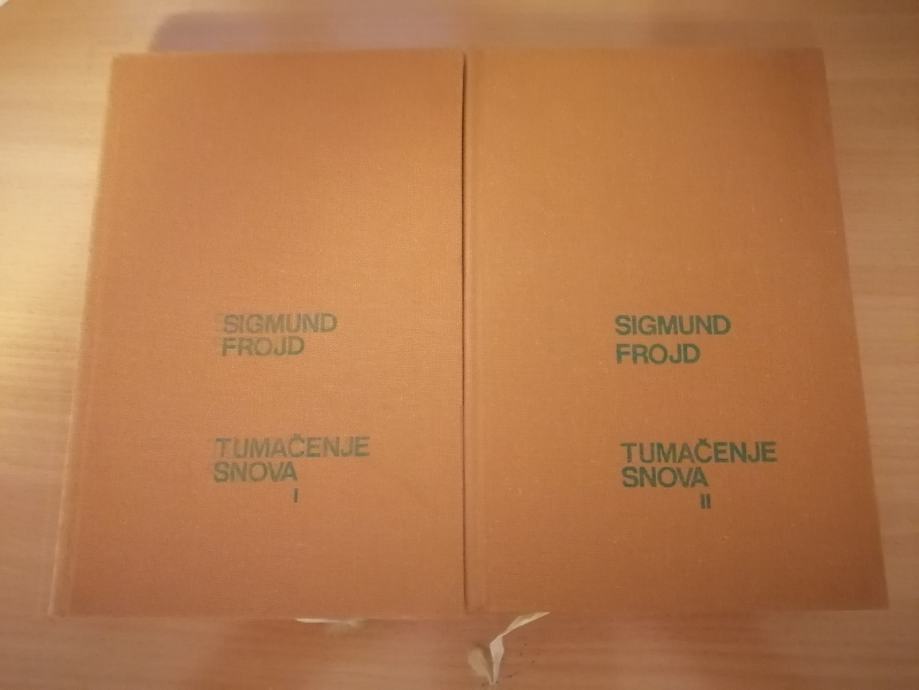 SIGMUND
FROJD
TUMAČENJE
SNOVA
I
SIGMUND
FROJD
TUMAČENJE
SNOVA
II